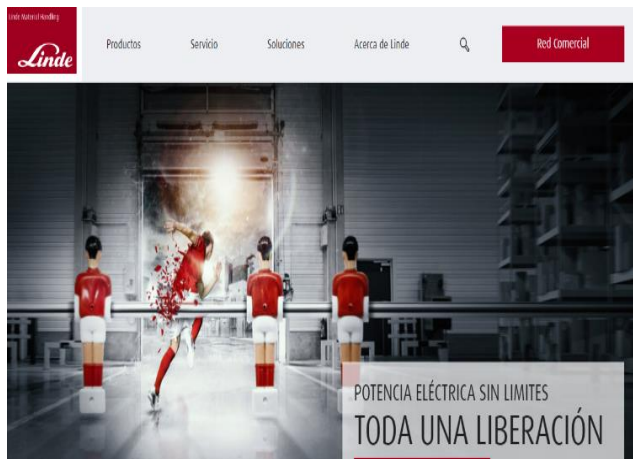 Linde Material Handling
Linde
Productos Servicio Soluciones Acerca de Linde Red Comercial
POTENCIA ELÉCTRICA SIN LIMITES
TODA UNA LIBERACIÓN